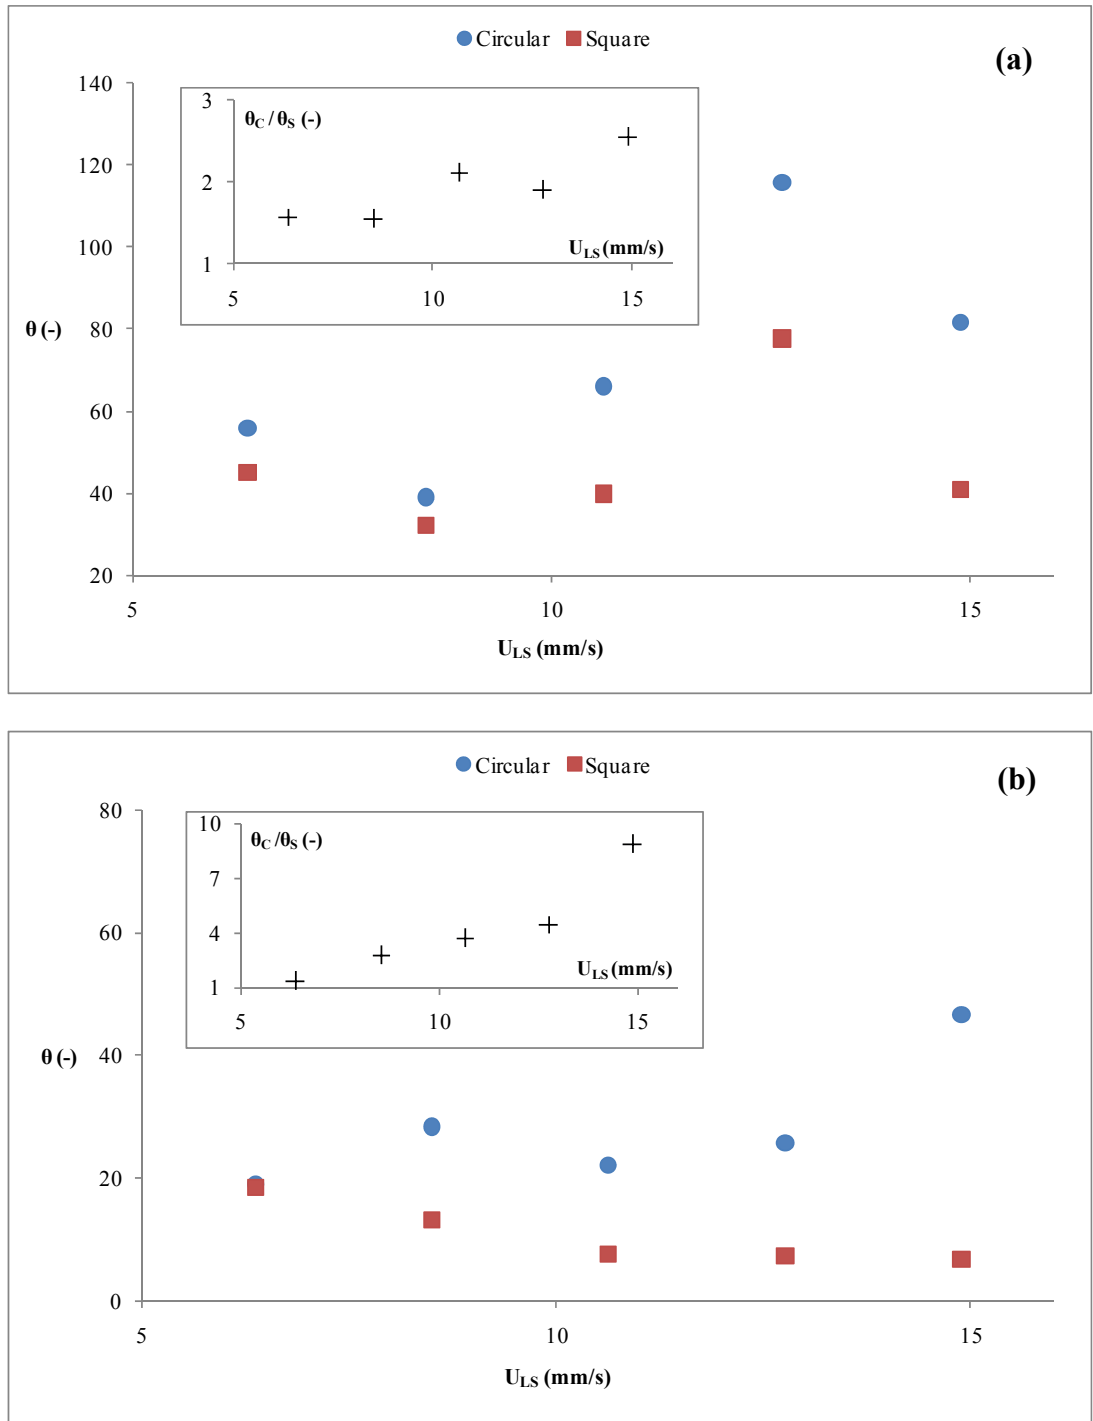 Circular Square
(a)
140
120
100
80
60
40
20
θ (-)
3
2
1
θC / θS (-)
ULS (mm/s)
5 10 15
5 10 15
ULS (mm/s)
Circular Square
(b)
80
60
40
20
0
θ (-)
10
7
4
1
θC /θS (-)
ULS (mm/s)
5 10 15
5 10 15
ULS (mm/s)